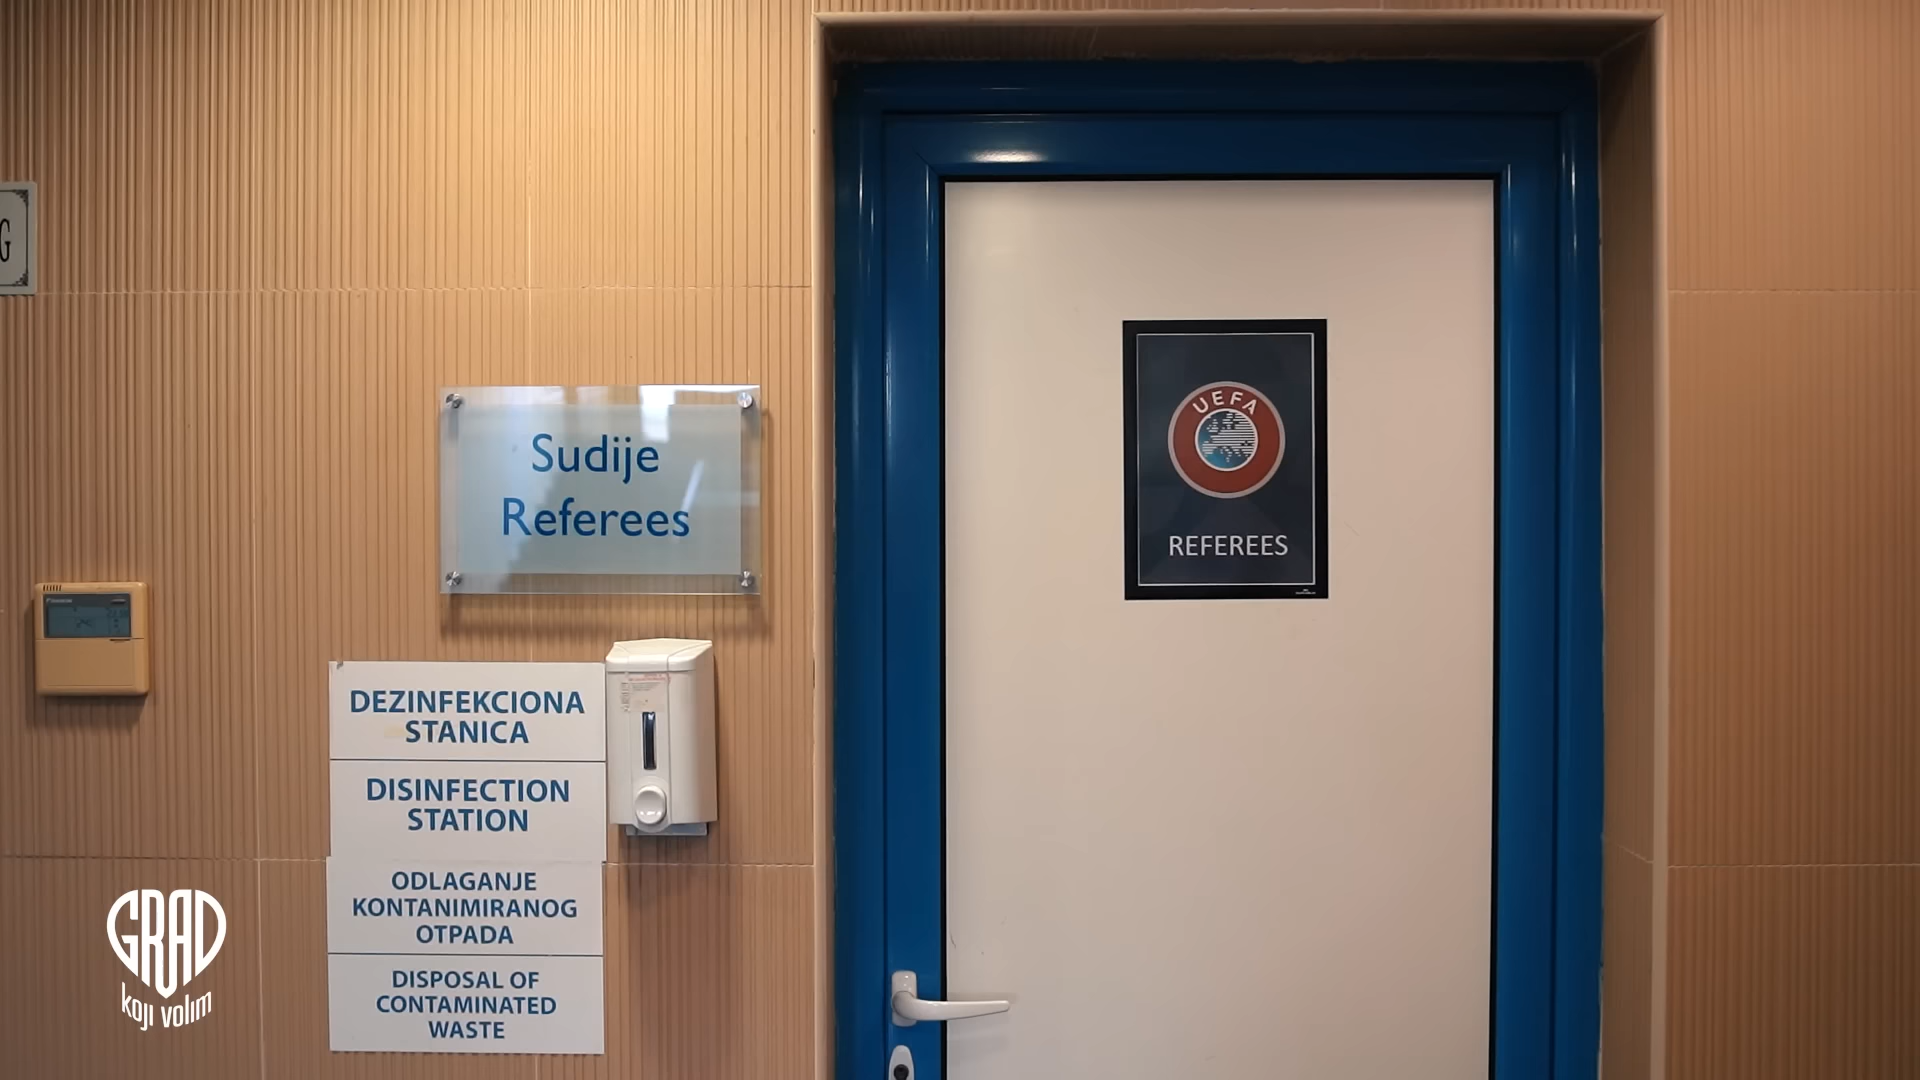 G
Sudije
Referees
UEFA
REFEREES
DEZINFEKCIONA
STANICA
DISINFECTION
STATION
ODLAGANJE
KONTANIMIRANOG
OTPADA
DISPOSAL OF
CONTAMINATED
WASTE
GRAD
koji volim